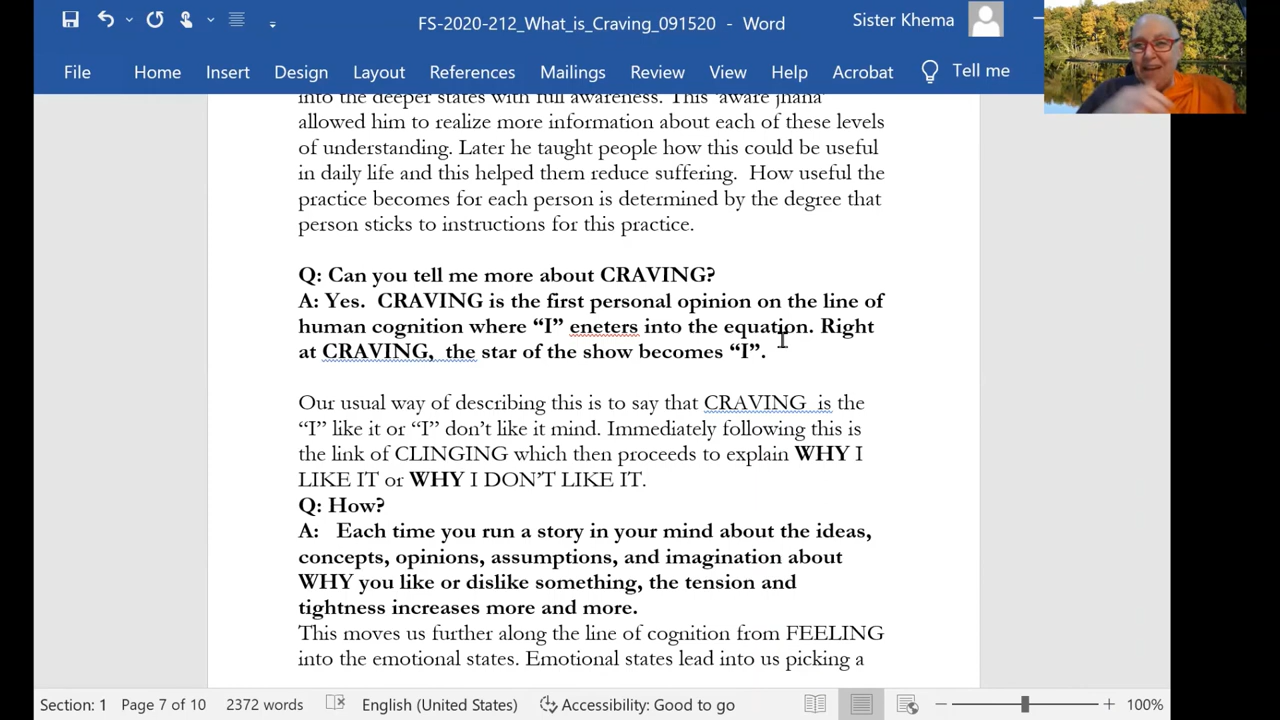 FS-2020-212_What_is_Craving_091520 - Word
Sister Khema
File Home Insert Design Layout References Mailings Review View Help Acrobat Tell me
into the deeper states with full awareness. This 'aware jhana'
allowed him to realize more information about each of these levels
of understanding. Later he taught people how this could be useful
in daily life and this helped them reduce suffering.  How useful the
practice becomes for each person is determined by the degree that
person sticks to instructions for this practice.
Q: Can you tell me more about CRAVING?
A: Yes.  CRAVING is the first personal opinion on the line of
human cognition where “I” eneters into the equation. Right
at CRAVING,  the star of the show becomes “I”.
Our usual way of describing this is to say that CRAVING  is the
“I” like it or “I” don’t like it mind. Immediately following this is
the link of CLINGING which then proceeds to explain WHY I
LIKE IT or WHY I DON’T LIKE IT.
Q: How?
A:   Each time you run a story in your mind about the ideas,
concepts, opinions, assumptions, and imagination about
WHY you like or dislike something, the tension and
tightness increases more and more.
This moves us further along the line of cognition from FEELING
into the emotional states. Emotional states lead into us picking a
Section: 1 Page 7 of 10 2372 words English (United States) Accessibility: Good to go 100%